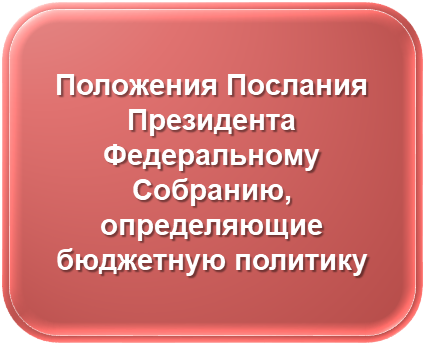 Положения Послания
Президента
Федеральному
Собранию,
определяющие
бюджетную политику